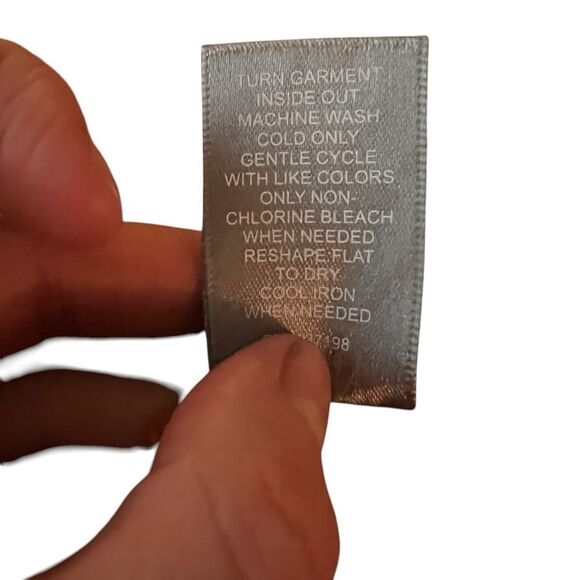 TURN GARMENT
INSIDE OUT
MACHINE WASH
COLD ONLY
GENTLE CYCLE
WITH LIKE COLORS
ONLY NON-
CHLORINE BLEACH
WHEN NEEDED
RESHAPE FLAT
TO DRY
COOL IRON
WHEN NEEDED
7198